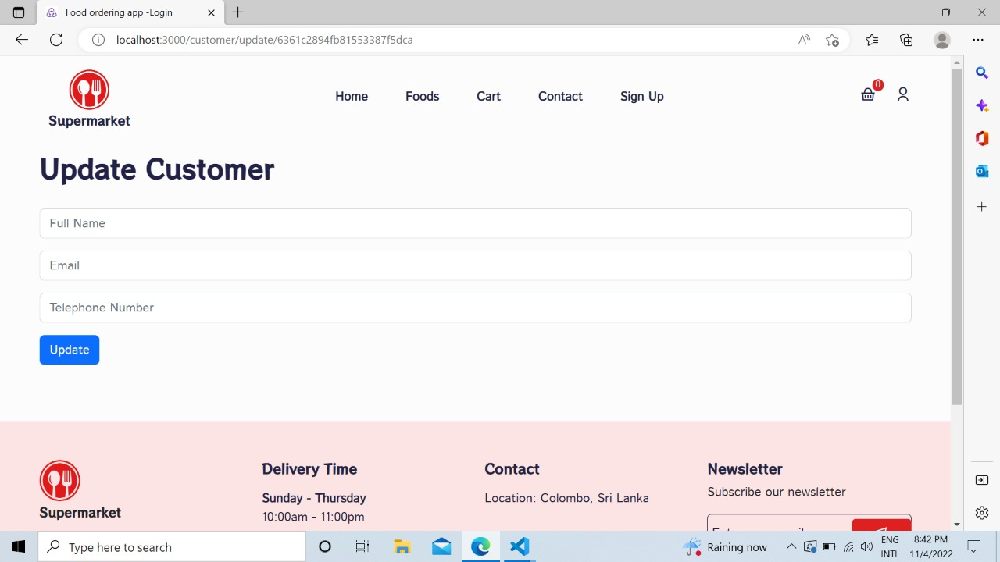 Food ordering app -Login
localhost:3000/customer/update/6361c2894fb81553387f5dca
Supermarket
Home
Foods
Cart
Contact
Sign Up
0
Update Customer
Full Name
Email
Telephone Number
Update
Supermarket
Delivery Time
Sunday - Thursday
10:00am - 11:00pm
Contact
Location: Colombo, Sri Lanka
Newsletter
Subscribe our newsletter
Type here to search
Raining now
ENG
INTL
8:42 PM
11/4/2022